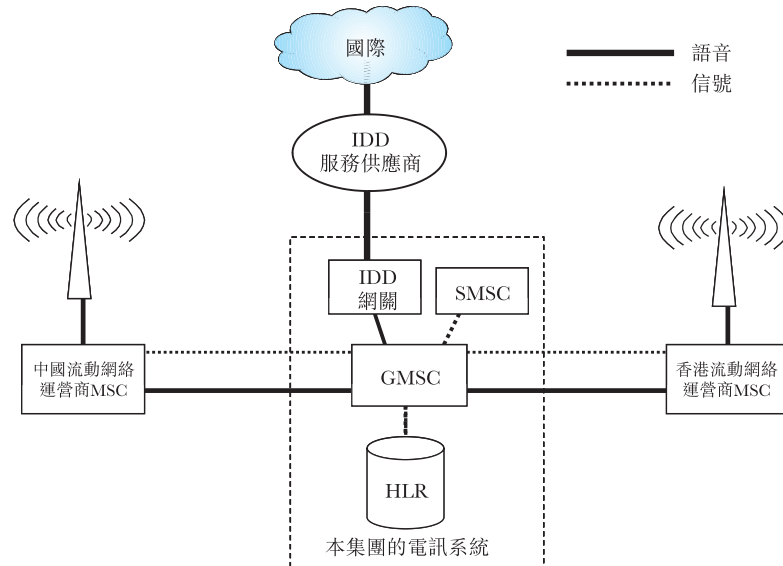 國際
語音
信號
IDD
服務供應商
IDD
網關
SMSC
中國流動網絡
運營商MSC
GMSC
香港流動網絡
運營商MSC
HLR
本集團的電訊系統